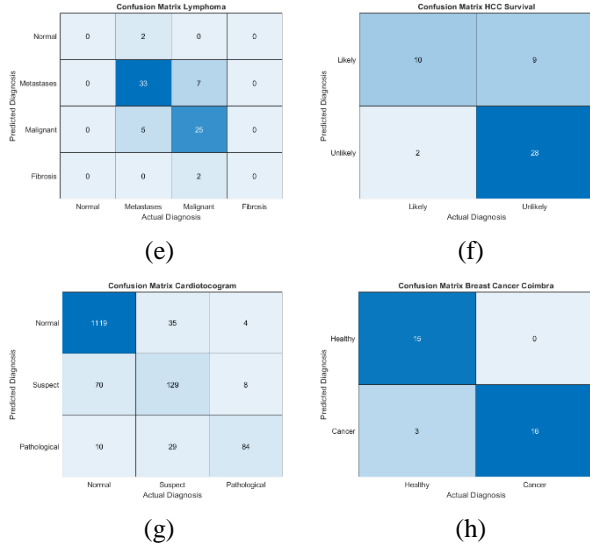 Confusion Matrix Lymphoma
Predicted Diagnosis
Normal 0 2 0 0
Metastases 0 33 7 0
Malignant 0 5 25 0
Fibrosis 0 0 2 0
Normal Metastases Malignant Fibrosis
Actual Diagnosis
(e)
Confusion Matrix HCC Survival
Predicted Diagnosis
Likely 10 9
Unlikely 2 28
Likely Unlikely
Actual Diagnosis
(f)
Confusion Matrix Cardiotocogram
Predicted Diagnosis
Normal 1119 35 4
Suspect 70 129 8
Pathological 10 29 84
Normal Suspect Pathological
Actual Diagnosis
(g)
Confusion Matrix Breast Cancer Coimbra
Predicted Diagnosis
Healthy 16 0
Cancer 3 16
Healthy Cancer
Actual Diagnosis
(h)